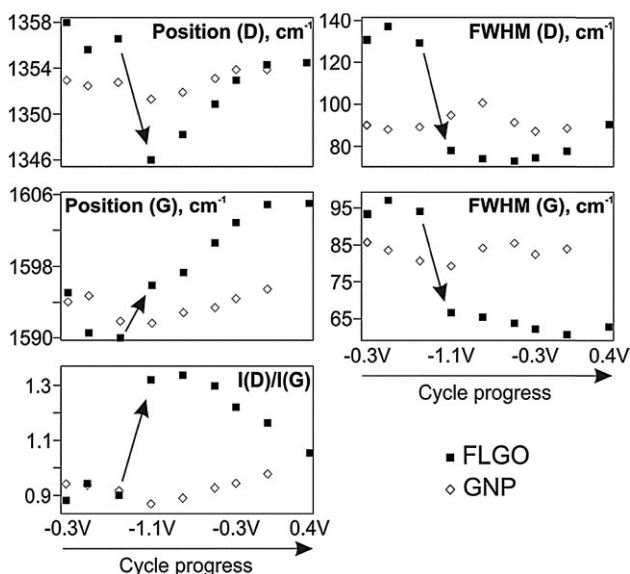 Position (D), cm⁻¹
1358
1354
1350
1346
FWHM (D), cm⁻¹
140
120
100
80
Position (G), cm⁻¹
1606
1598
1590
FWHM (G), cm⁻¹
95
85
75
65
-0.3V -1.1V -0.3V 0.4V
Cycle progress
I(D)/I(G)
1.3
1.1
0.9
-0.3V -1.1V -0.3V 0.4V
Cycle progress
FLGO
GNP